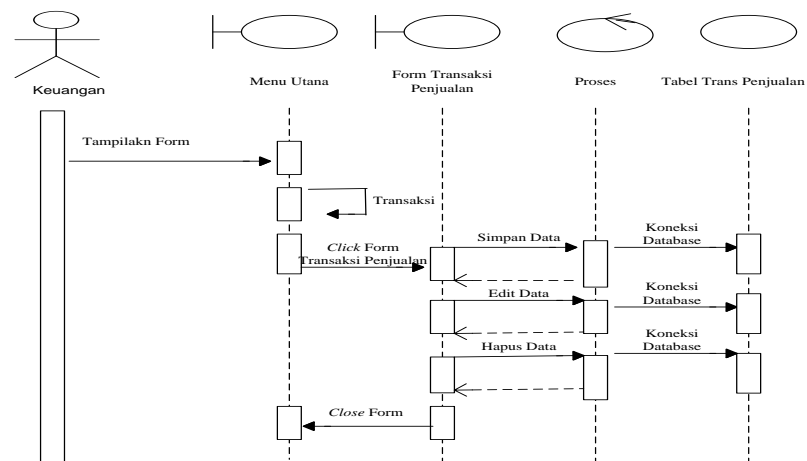 Keuangan
Menu Utana
Form Transaksi
Penjualan
Proses
Tabel Trans Penjualan
Tampilakn Form
Transaksi
Click Form
Transaksi Penjualan
Simpan Data
Koneksi
Database
Edit Data
Koneksi
Database
Hapus Data
Koneksi
Database
Close Form